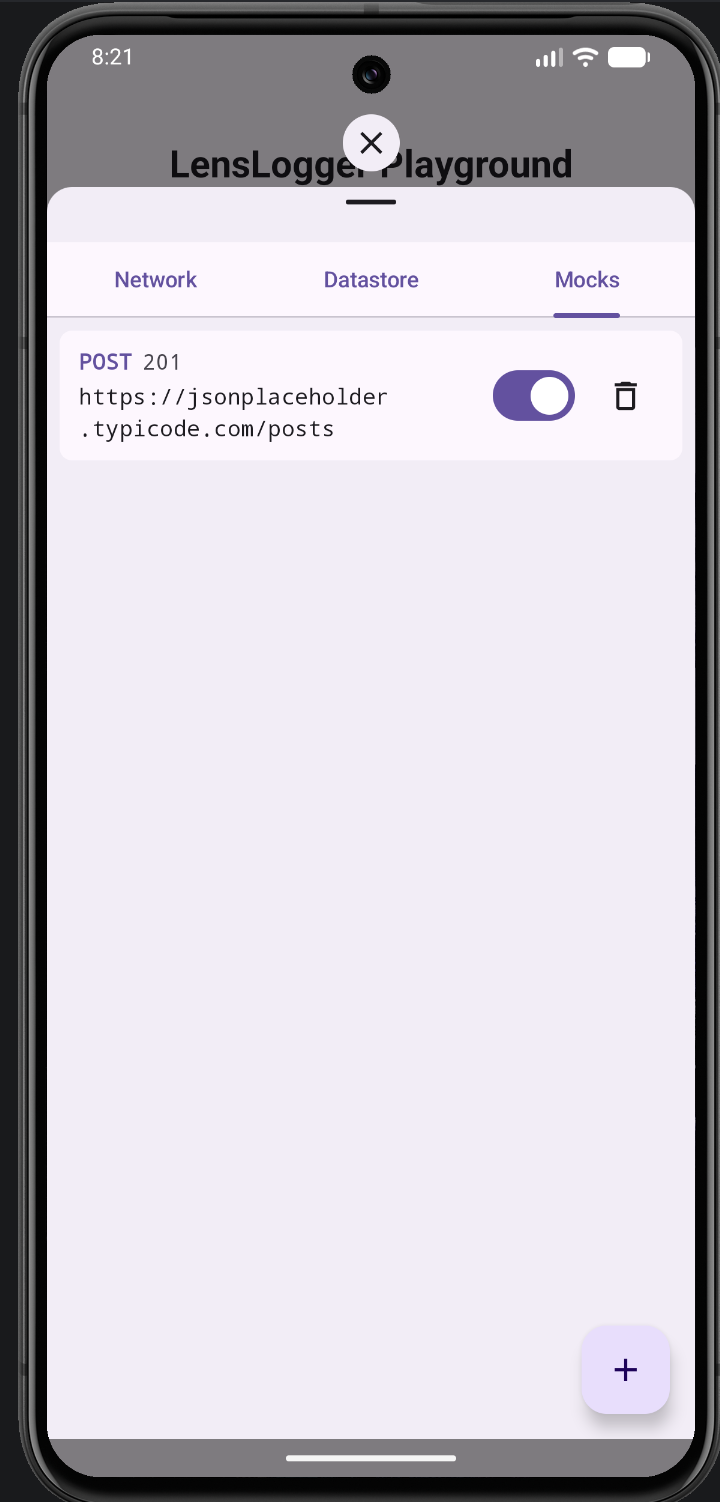 8:21
LensLogger Playground
Network Datastore Mocks
POST 201
https://jsonplaceholder
.typicode.com/posts